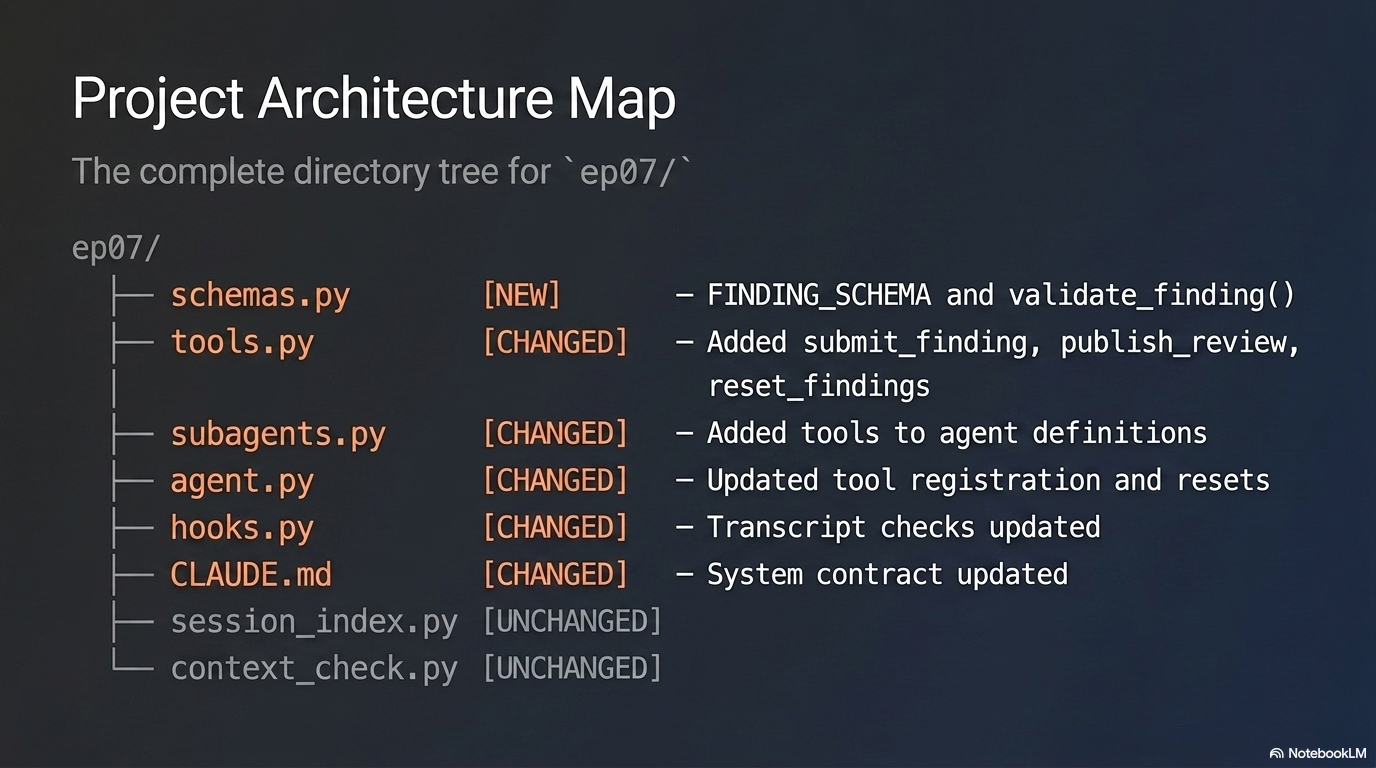 Project Architecture Map
The complete directory tree for `ep07/`
ep07/
├── schemas.py [NEW] – FINDING_SCHEMA and validate_finding()
├── tools.py [CHANGED] – Added submit_finding, publish_review,
│ reset_findings
├── subagents.py [CHANGED] – Added tools to agent definitions
├── agent.py [CHANGED] – Updated tool registration and resets
├── hooks.py [CHANGED] – Transcript checks updated
├── CLAUDE.md [CHANGED] – System contract updated
├── session_index.py [UNCHANGED]
└── context_check.py [UNCHANGED]
NotebookLM